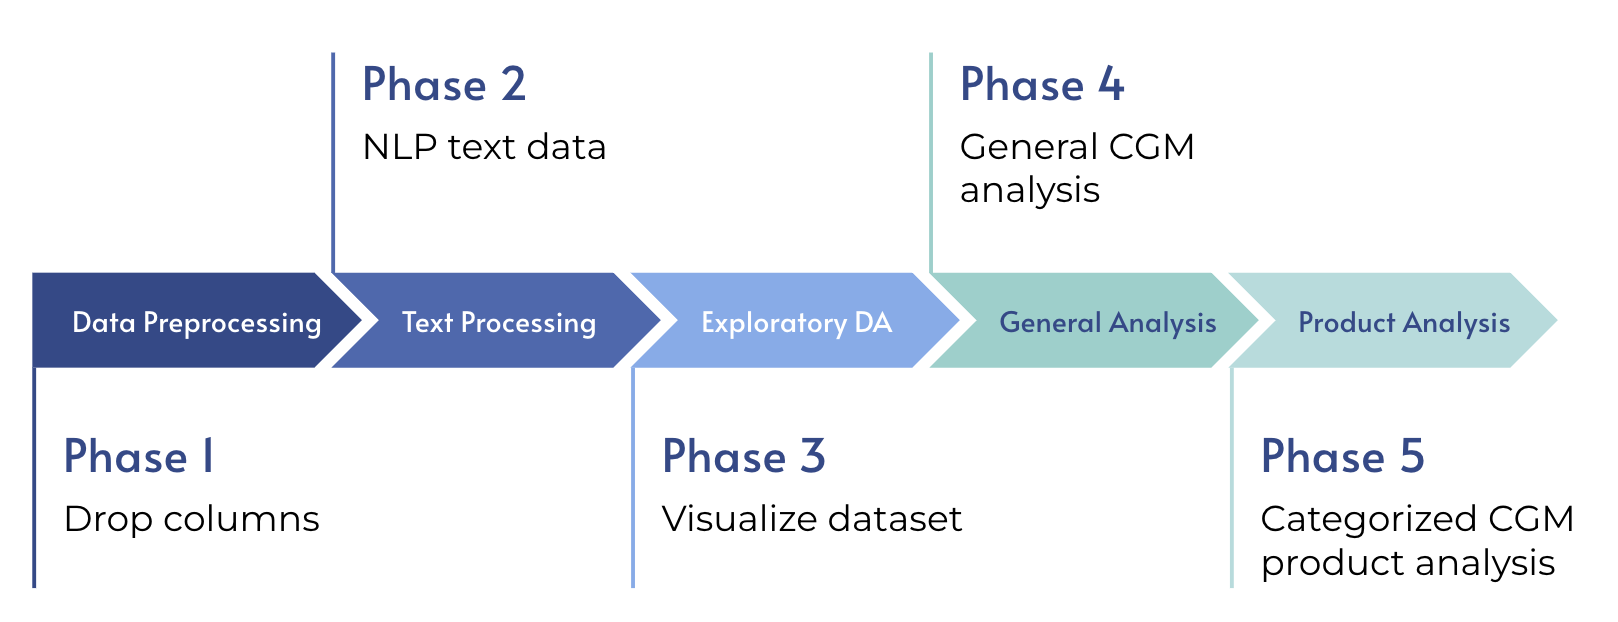 Phase 2
NLP text data
Phase 4
General CGM
analysis
Data Preprocessing
Text Processing
Exploratory DA
General Analysis
Product Analysis
Phase 1
Drop columns
Phase 3
Visualize dataset
Phase 5
Categorized CGM
product analysis